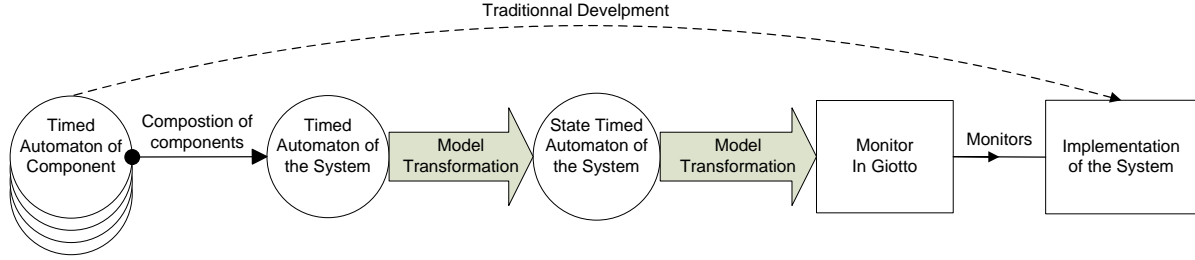 Traditionnal Develpment
Timed
Automaton of
Component
Compostion of
components
Timed
Automaton of
the System
Model
Transformation
State Timed
Automaton of
the System
Model
Transformation
Monitor
In Giotto
Monitors
Implementation
of the System